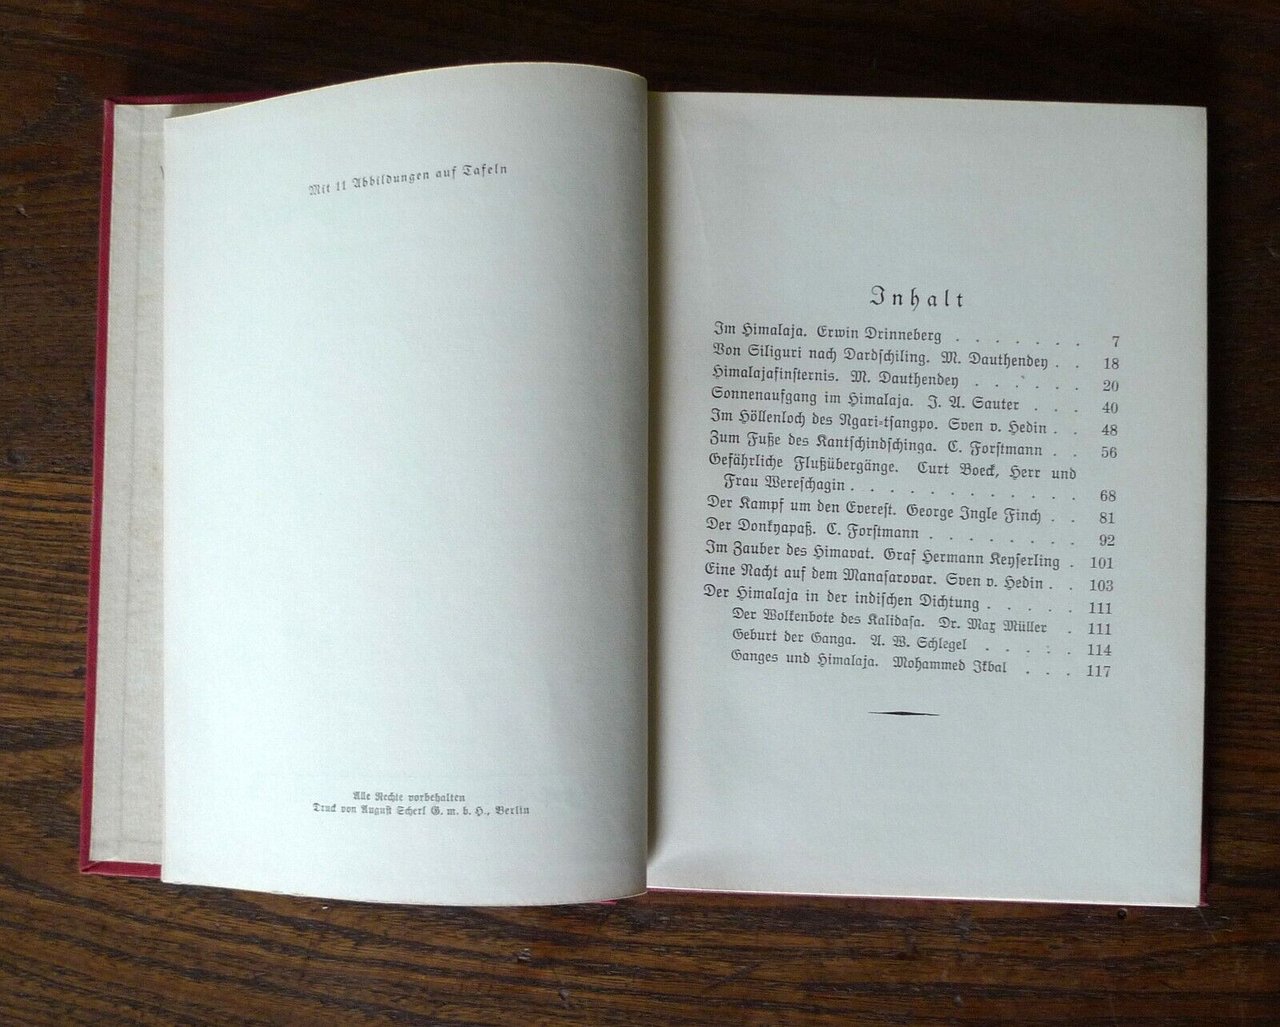 Mit 11 Abbildungen auf Tafeln
Alle Rechte vorbehalten
Druck von August Scherl G. m. b. H., Berlin
Inhalt
Im Himalaja. Erwin Drinneberg . . . . . . . 7
Von Siliguri nach Dardſchiling. M. Dauthendey . . 18
Himalajafinſternis. M. Dauthendey . . . . . . 20
Sonnenaufgang im Himalaja. J. A. Sauter . . . 40
Im Höllenloch des Ngari-tſangpo. Sven v. Hedin . . 48
Zum Fuße des Kantſchindſchinga. C. Forſtmann . . 56
Gefährliche Flußübergänge. Curt Boeck, Herr und
Frau Wereſchagin . . . . . . . . . . . 68
Der Kampf um den Evereſt. George Ingle Finch . . 81
Der Donkyapaß. C. Forſtmann . . . . . . . . 92
Im Zauber des Himavat. Graf Hermann Keyſerling . 101
Eine Nacht auf dem Manaſarovar. Sven v. Hedin . . 103
Der Himalaja in der indiſchen Dichtung . . . . . 111
Der Wolkenbote des Kalidaſa. Dr. Max Müller . 111
Geburt der Ganga. A. W. Schlegel . . . . . 114
Ganges und Himalaja. Mohammed Ikbal . . . 117